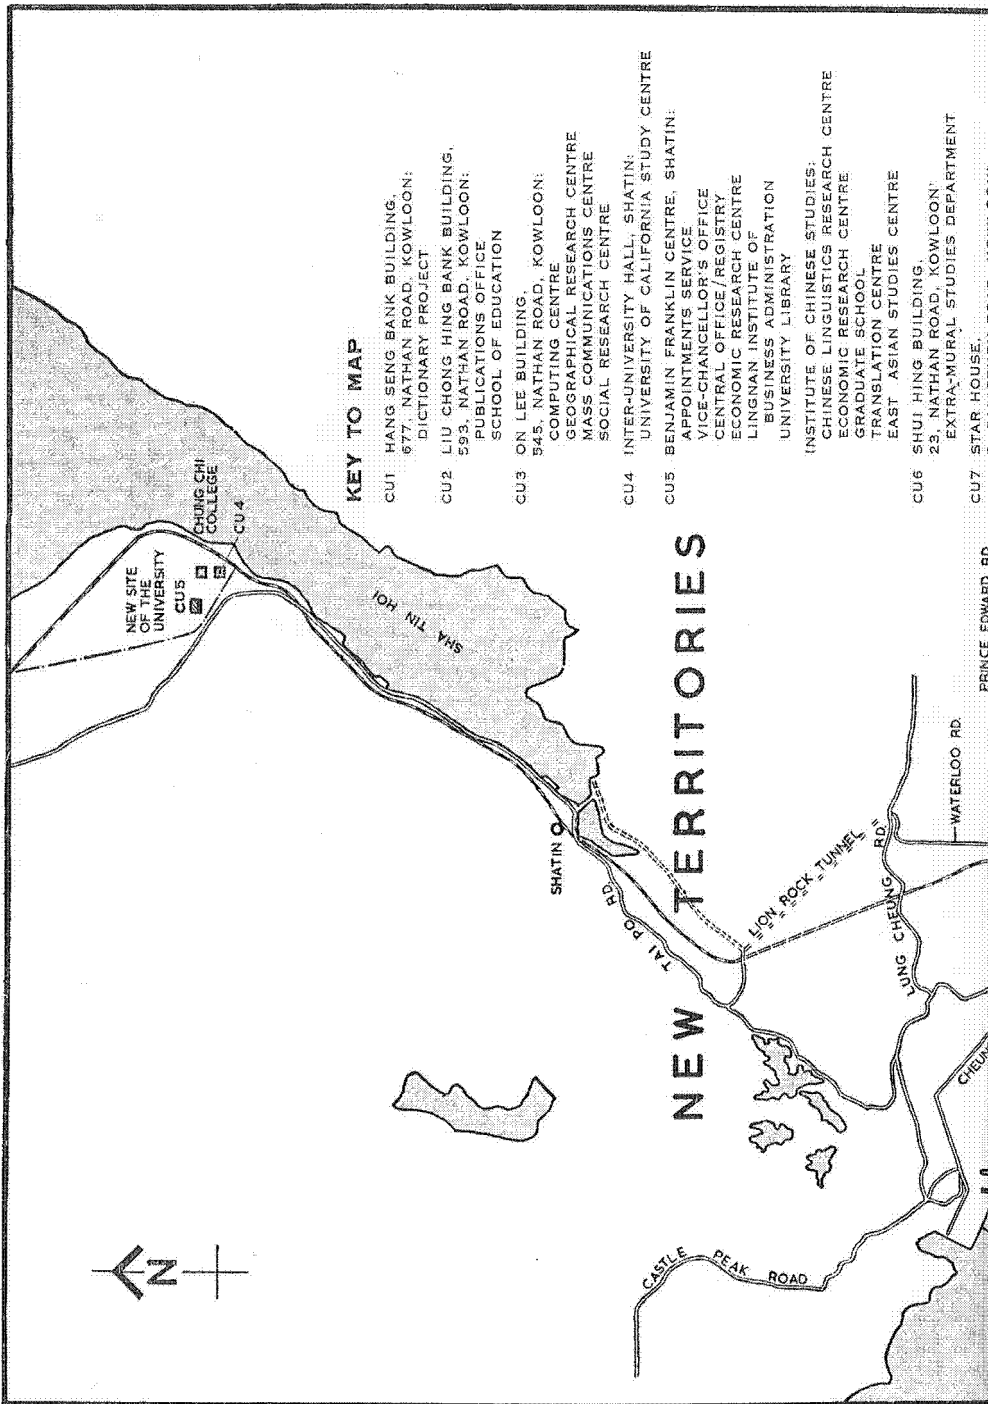 KEY TO MAP
CU1 HANG SENG BANK BUILDING,
677, NATHAN ROAD, KOWLOON:
DICTIONARY PROJECT
CU2 LIU CHONG HING BANK BUILDING,
593, NATHAN ROAD, KOWLOON:
PUBLICATIONS OFFICE
SCHOOL OF EDUCATION
CU3 ON LEE BUILDING,
545, NATHAN ROAD, KOWLOON:
COMPUTING CENTRE
GEOGRAPHICAL RESEARCH CENTRE
MASS COMMUNICATIONS CENTRE
SOCIAL RESEARCH CENTRE
CU4 INTER-UNIVERSITY HALL, SHATIN:
UNIVERSITY OF CALIFORNIA STUDY CENTRE
CU5 BENJAMIN FRANKLIN CENTRE, SHATIN:
APPOINTMENTS SERVICE
VICE-CHANCELLOR'S OFFICE
CENTRAL OFFICE/REGISTRY
ECONOMIC RESEARCH CENTRE
LINGNAN INSTITUTE OF
BUSINESS ADMINISTRATION
UNIVERSITY LIBRARY
INSTITUTE OF CHINESE STUDIES:
CHINESE LINGUISTICS RESEARCH CENTRE
ECONOMIC RESEARCH CENTRE
GRADUATE SCHOOL
TRANSLATION CENTRE
EAST ASIAN STUDIES CENTRE
CU6 SHUI HING BUILDING,
23, NATHAN ROAD, KOWLOON:
EXTRA-MURAL STUDIES DEPARTMENT
CU7 STAR HOUSE,
NEW SITE
OF THE
UNIVERSITY
CU5
CHUNG CHI
COLLEGE
CU4
SHA TIN HOI
SHATIN
NEW TERRITORIES
TAI PO RD.
LION ROCK TUNNEL
LUNG CHEUNG RD.
WATERLOO RD.
PRINCE EDWARD RD.
CASTLE PEAK ROAD
CHEUN
N